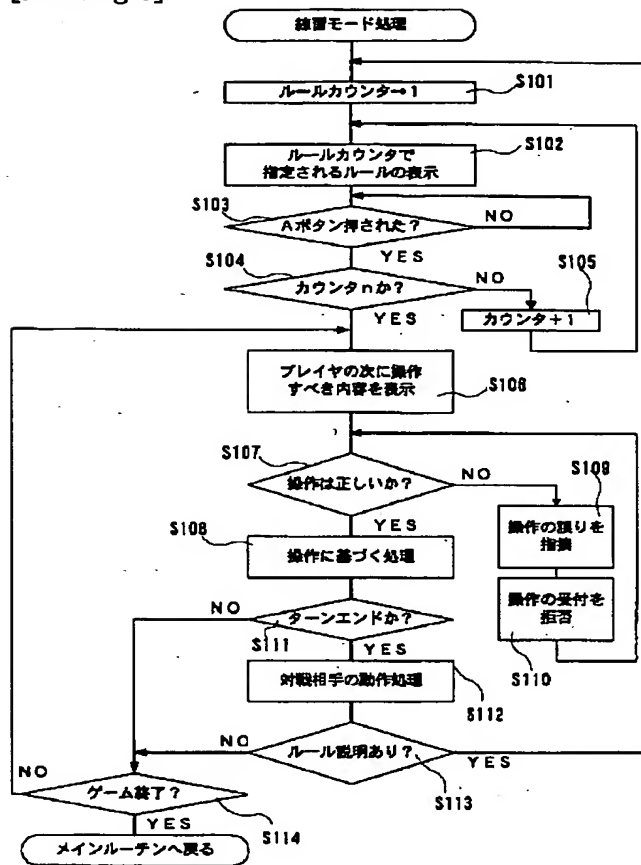 練習モード処理
ルールカウンタ→1
S101
ルールカウンタで
指定されるルールの表示
S102
S103
Aボタン押された？
NO
YES
S104
カウンタnか？
NO
S105
YES
カウンタ+1
プレイヤの次に操作
すべき内容を表示
S106
S107
操作は正しいか？
NO
S109
YES
操作の誤りを
指摘
S108
操作に基づく処理
操作の受付を
拒否
S110
NO
ターンエンドか？
S111
YES
対戦相手の動作処理
S112
NO
ルール説明あり？
YES
S113
NO
ゲーム終了？
S114
YES
メインルーチンへ戻る